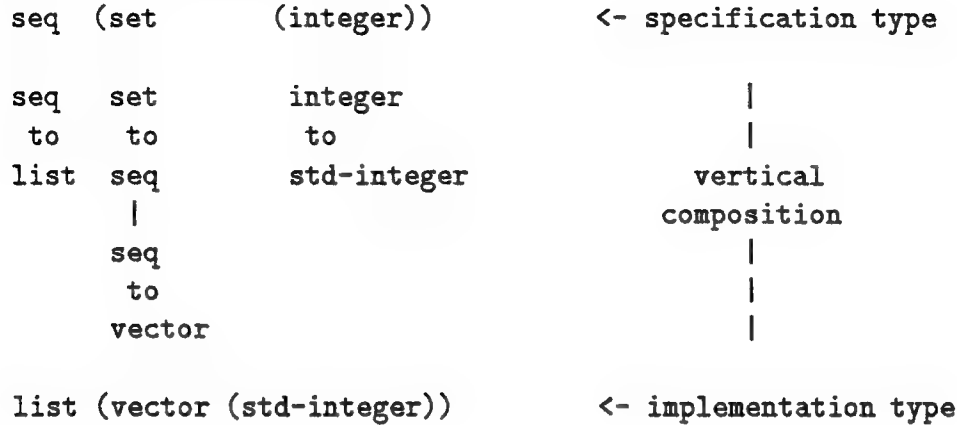 seq (set (integer)) <- specification type
seq set integer |
to to to |
list seq std-integer vertical
| composition
seq |
to |
vector |
list (vector (std-integer)) <- implementation type